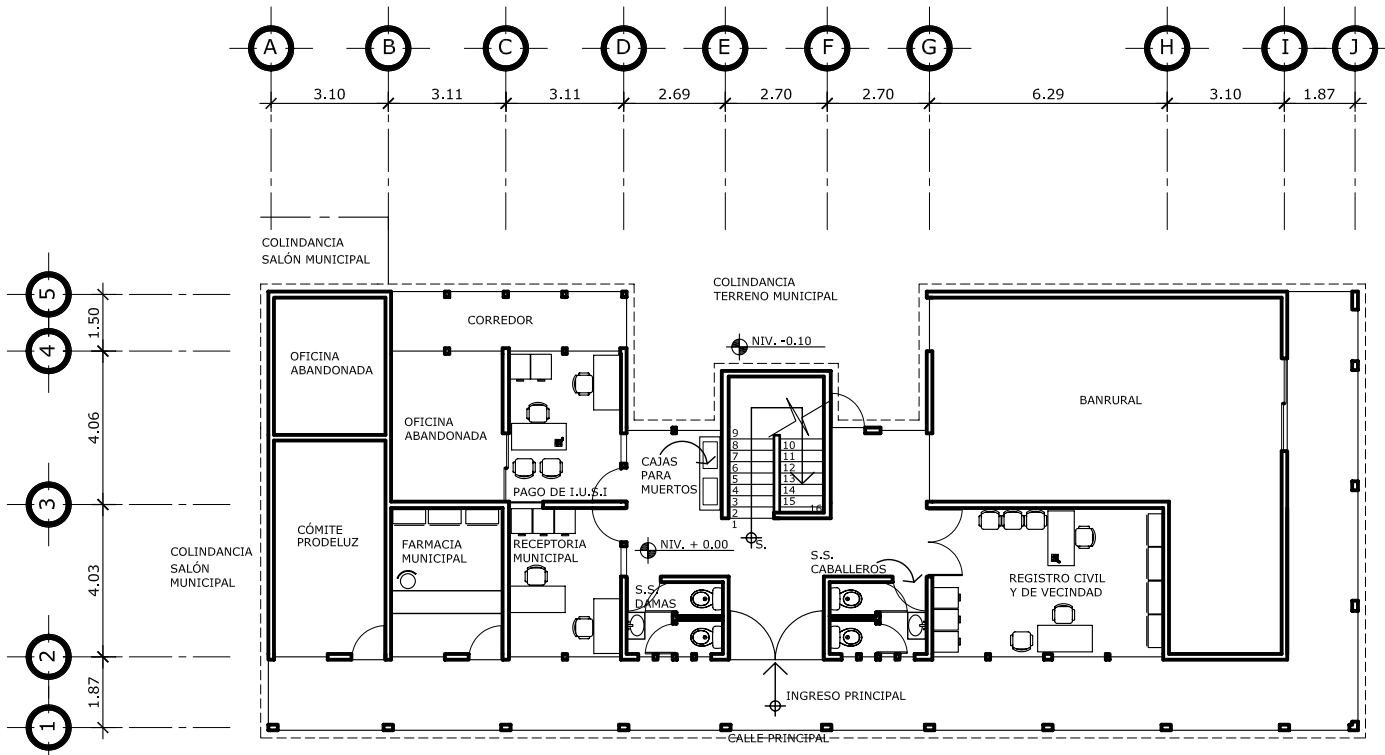 A B C D E F G H I J
3.10 3.11 3.11 2.69 2.70 2.70 6.29 3.10 1.87
COLINDANCIA
SALÓN MUNICIPAL
5
1.50
4
4.06
3
4.03
2
1.87
1
COLINDANCIA
TERRENO MUNICIPAL
CORREDOR
NIV. -0.10
OFICINA
ABANDONADA
OFICINA
ABANDONADA
BANRURAL
CAJAS
PARA
MUERTOS
9
8
7
6
5
4
3
2
1
10
11
12
13
14
15
16
S.
PAGO DE I.U.S.I
CÓMITE
PRODELUZ
FARMACIA
MUNICIPAL
RECEPTORIA
MUNICIPAL
NIV. + 0.00
COLINDANCIA
SALÓN
MUNICIPAL
S.S.
DAMAS
S.S.
CABALLEROS
REGISTRO CIVIL
Y DE VECINDAD
INGRESO PRINCIPAL
CALLE PRINCIPAL